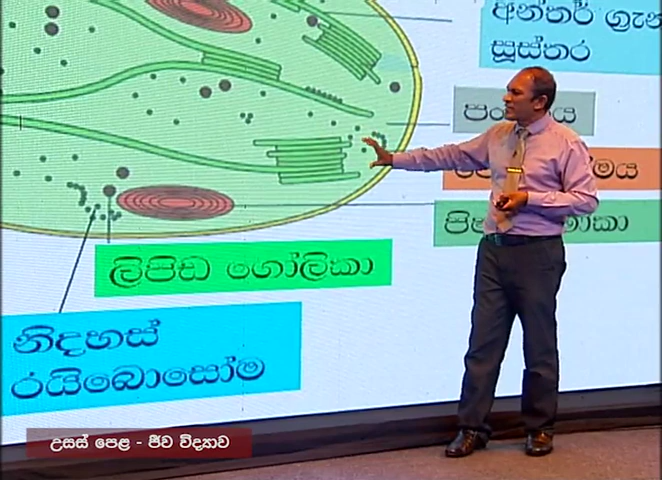 අන්තර් ග්‍රැන
සූස්තර
ලිපිඩ ගෝලිකා
නිදහස්
රයිබොසෝම
උසස් පෙළ - ජීව විද්‍යාව